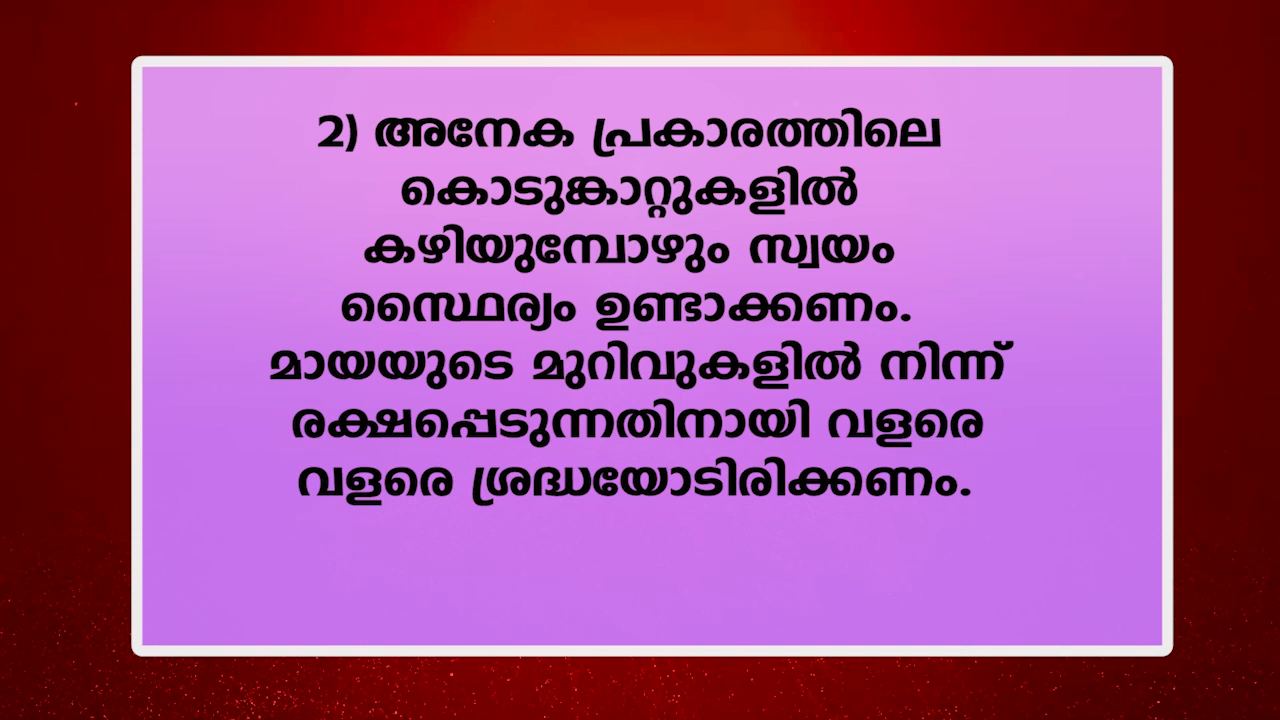 2) അനേക പ്രകാരത്തിലെ
കൊടുങ്കാറ്റുകളിൽ
കഴിയുമ്പോഴും സ്വയം
സ്ഥൈര്യം ഉണ്ടാക്കണം.
മായയുടെ മുറിവുകളിൽ നിന്ന്
രക്ഷപ്പെടുന്നതിനായി വളരെ
വളരെ ശ്രദ്ധയോടിരിക്കണം.